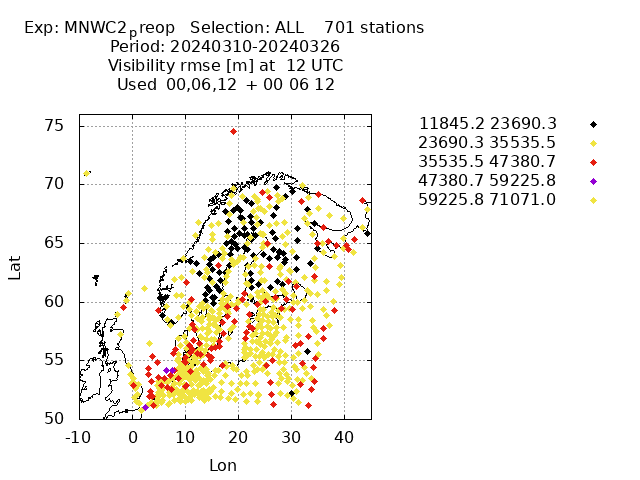 Exp: MNWC2preop Selection: ALL 701 stations
Period: 20240310-20240326
Visibility rmse [m] at 12 UTC
Used 00,06,12 + 00 06 12
11845.2 23690.3
23690.3 35535.5
35535.5 47380.7
47380.7 59225.8
59225.8 71071.0
75
70
65
60
55
50
Lat
-10 0 10 20 30 40
Lon